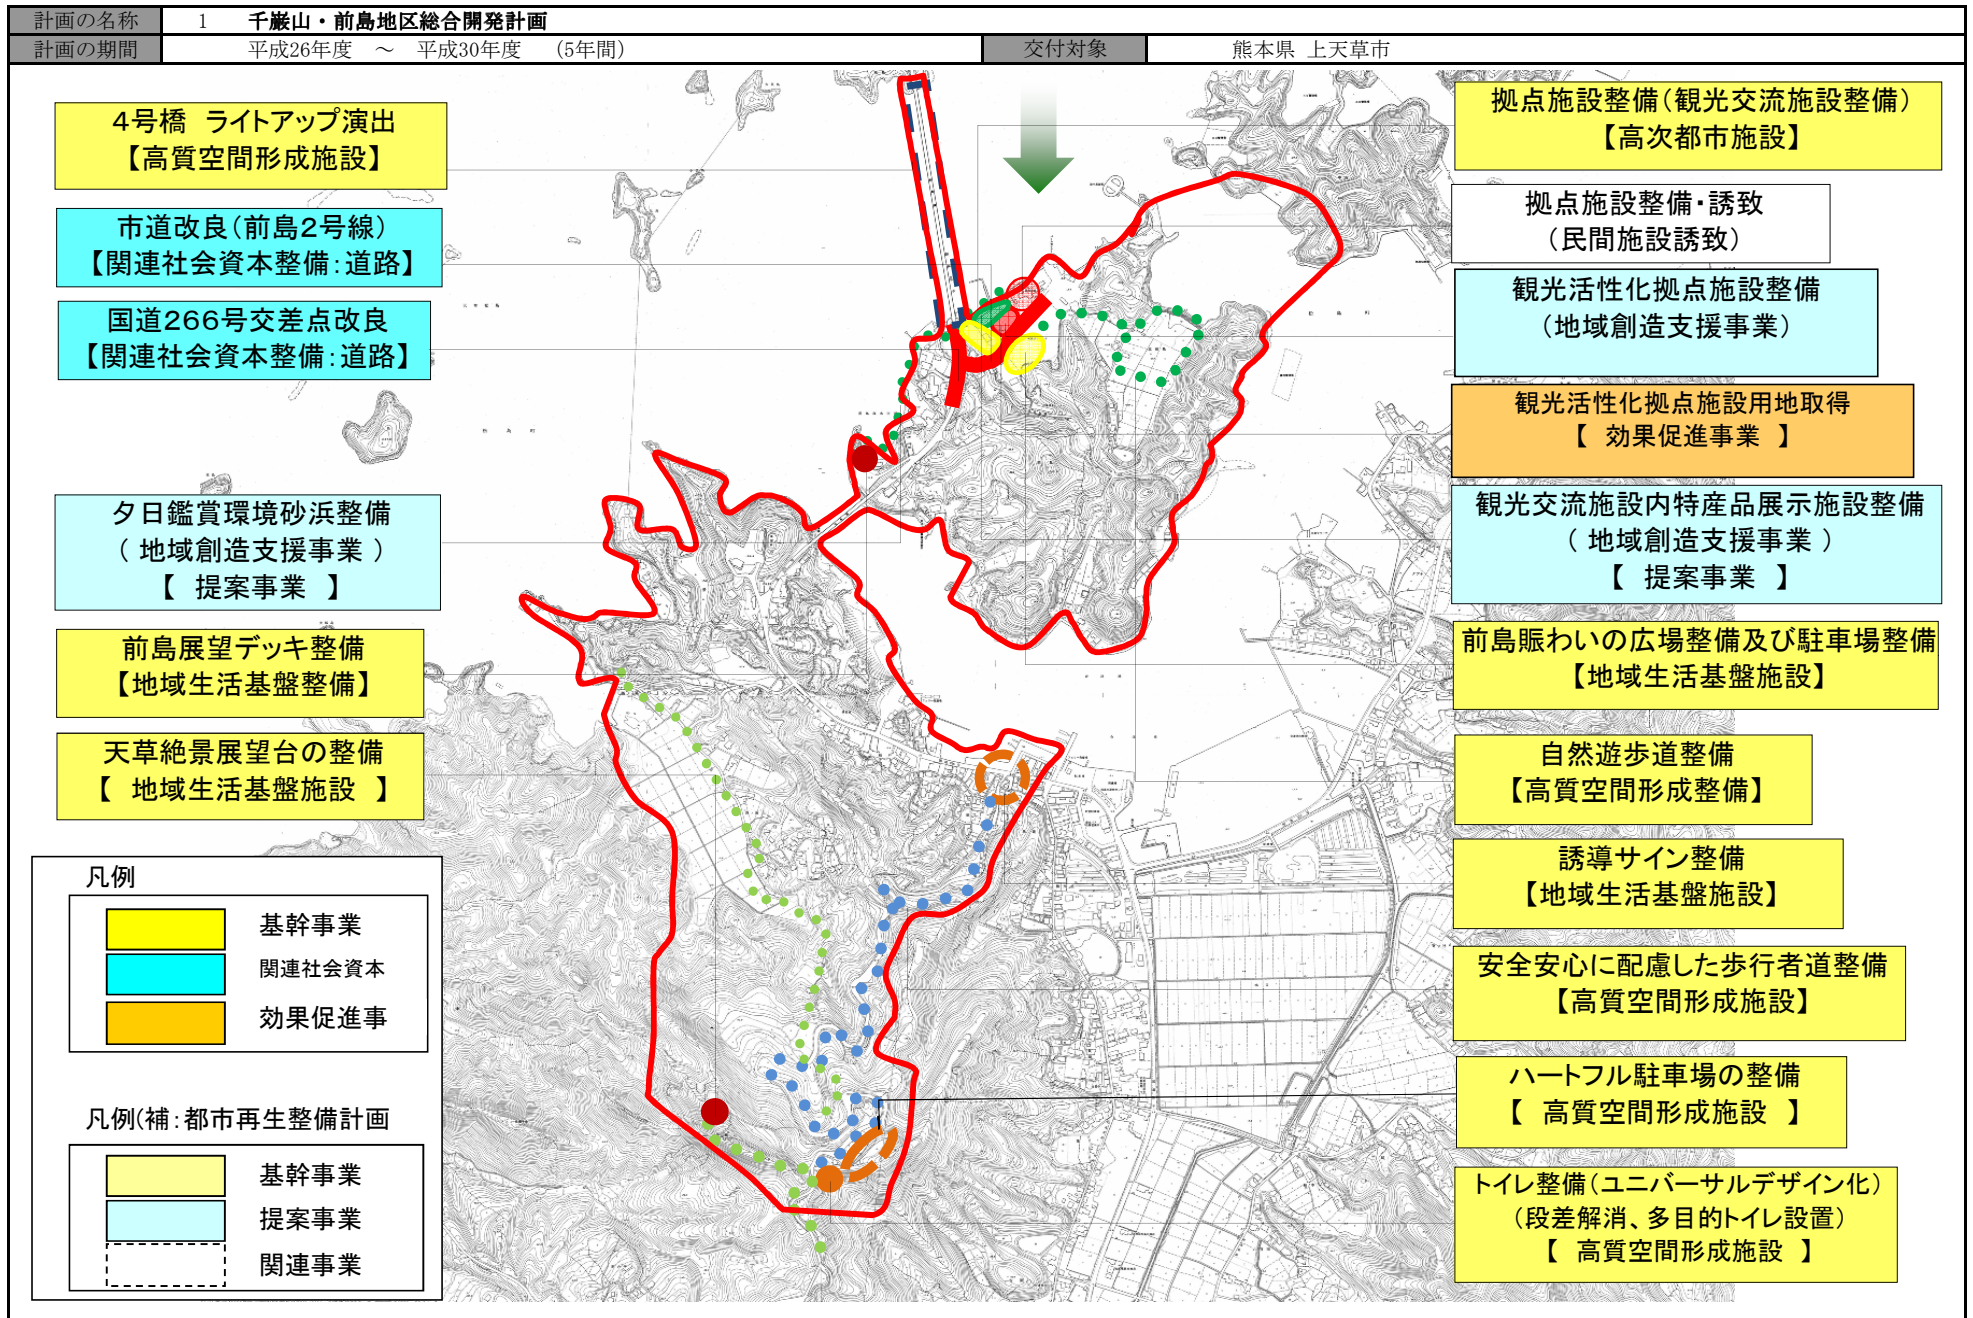 計画の名称 1 千巌山・前島地区総合開発計画
計画の期間 平成26年度 ～ 平成30年度 （5年間） 交付対象 熊本県 上天草市
4号橋 ライトアップ演出
【高質空間形成施設】
市道改良（前島2号線）
【関連社会資本整備：道路】
国道266号交差点改良
【関連社会資本整備：道路】
夕日鑑賞環境砂浜整備
（ 地域創造支援事業 ）
【 提案事業 】
前島展望デッキ整備
【地域生活基盤整備】
天草絶景展望台の整備
【 地域生活基盤施設 】
凡例
基幹事業
関連社会資本
効果促進事
凡例(補：都市再生整備計画
基幹事業
提案事業
関連事業
拠点施設整備（観光交流施設整備）
【高次都市施設】
拠点施設整備・誘致
（民間施設誘致）
観光活性化拠点施設整備
（地域創造支援事業）
観光活性化拠点施設用地取得
【 効果促進事業 】
観光交流施設内特産品展示施設整備
（ 地域創造支援事業 ）
【 提案事業 】
前島賑わいの広場整備及び駐車場整備
【地域生活基盤施設】
自然遊歩道整備
【高質空間形成整備】
誘導サイン整備
【地域生活基盤施設】
安全安心に配慮した歩行者道整備
【高質空間形成施設】
ハートフル駐車場の整備
【 高質空間形成施設 】
トイレ整備（ユニバーサルデザイン化）
（段差解消、多目的トイレ設置）
【 高質空間形成施設 】